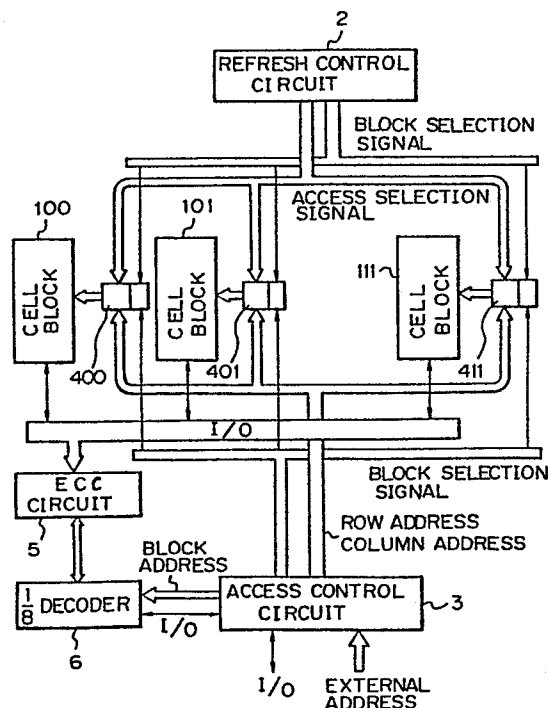 2
REFRESH CONTROL
CIRCUIT
BLOCK SELECTION
SIGNAL
ACCESS SELECTION
SIGNAL
100
101
111
CELL
BLOCK
CELL
BLOCK
CELL
BLOCK
400
401
411
I/O
ECC
CIRCUIT
5
BLOCK SELECTION
SIGNAL
ROW ADDRESS
COLUMN ADDRESS
BLOCK
ADDRESS
1/8 DECODER
6
I/O
ACCESS CONTROL
CIRCUIT
3
I/O
EXTERNAL
ADDRESS